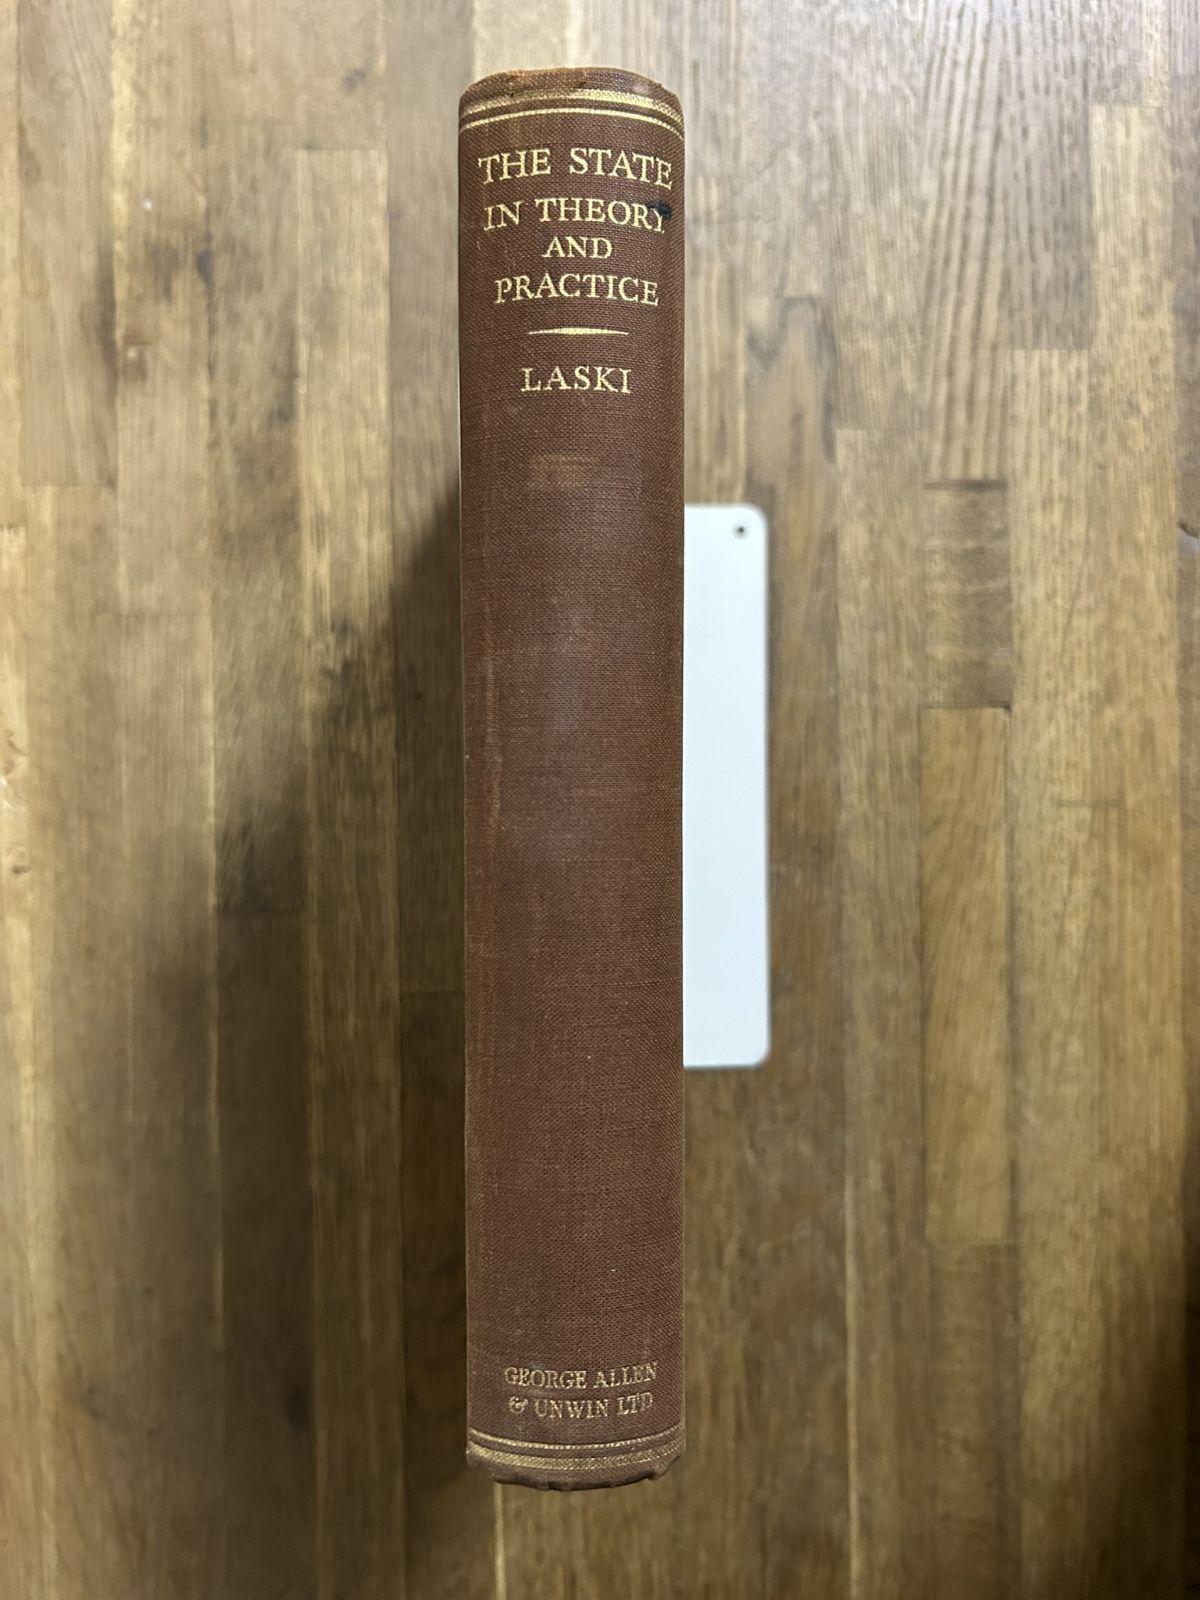 THE STATE
IN THEORY
AND
PRACTICE
LASKI
GEORGE ALLEN
& UNWIN LTD